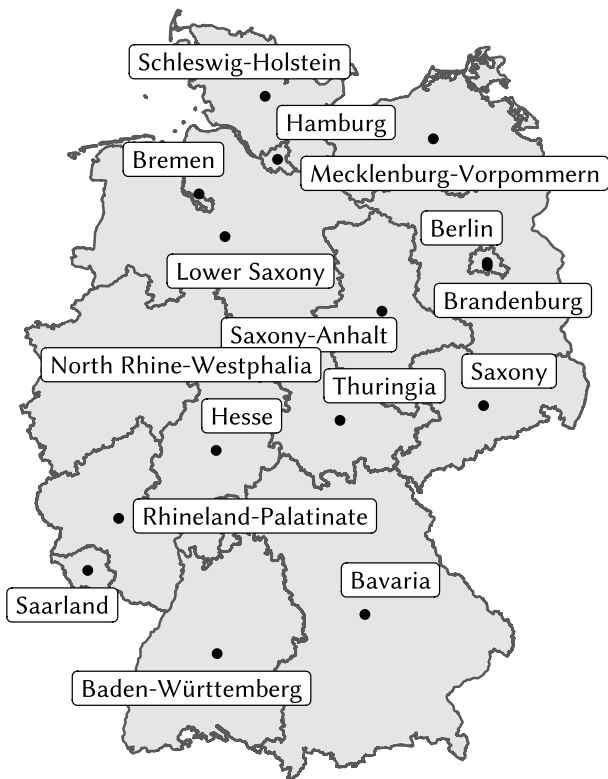 Schleswig-Holstein
Hamburg
Bremen
Mecklenburg-Vorpommern
Berlin
Lower Saxony
Brandenburg
Saxony-Anhalt
North Rhine-Westphalia
Saxony
Thuringia
Hesse
Rhineland-Palatinate
Bavaria
Saarland
Baden-Württemberg